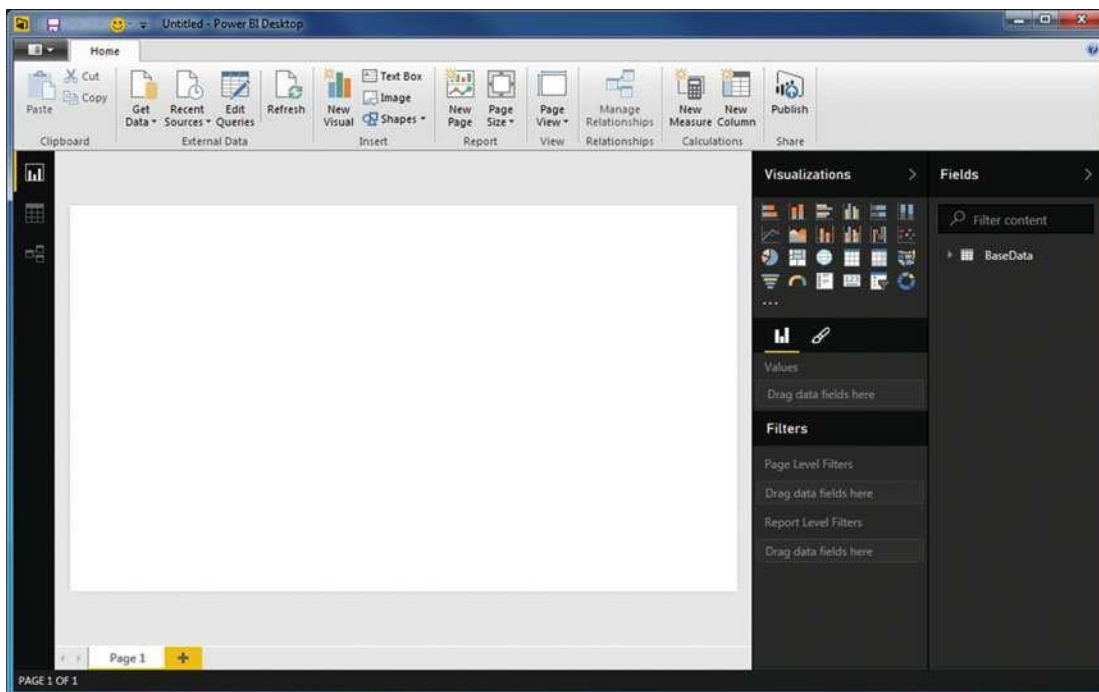 Untitled - Power BI Desktop
Home
Paste
Cut
Copy
Clipboard
Get Data
Recent Sources
Edit Queries
Refresh
External Data
New Visual
Text Box
Image
Shapes
Insert
New Page
Page Size
Report
Page View
View
Manage Relationships
Relationships
New Measure
New Column
Calculations
Publish
Share
Visualizations
Fields
Filter content
BaseData
123
...
Values
Drag data fields here
Filters
Page Level Filters
Drag data fields here
Report Level Filters
Drag data fields here
Page 1
PAGE 1 OF 1